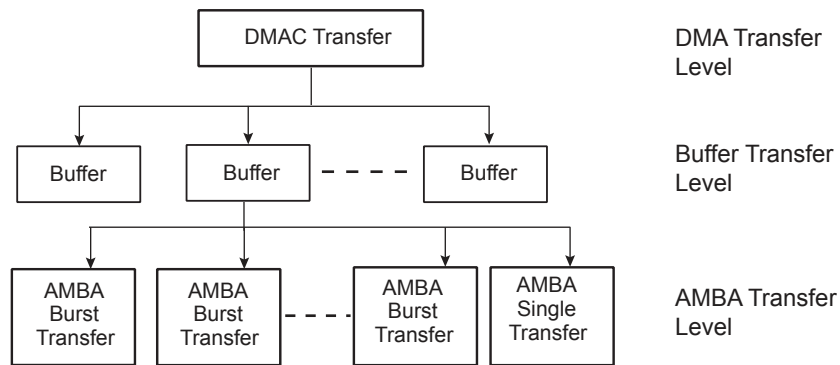 DMAC Transfer
DMA Transfer
Level
Buffer
Buffer
Buffer
Buffer Transfer
Level
AMBA
Burst
Transfer
AMBA
Burst
Transfer
AMBA
Burst
Transfer
AMBA
Single
Transfer
AMBA Transfer
Level